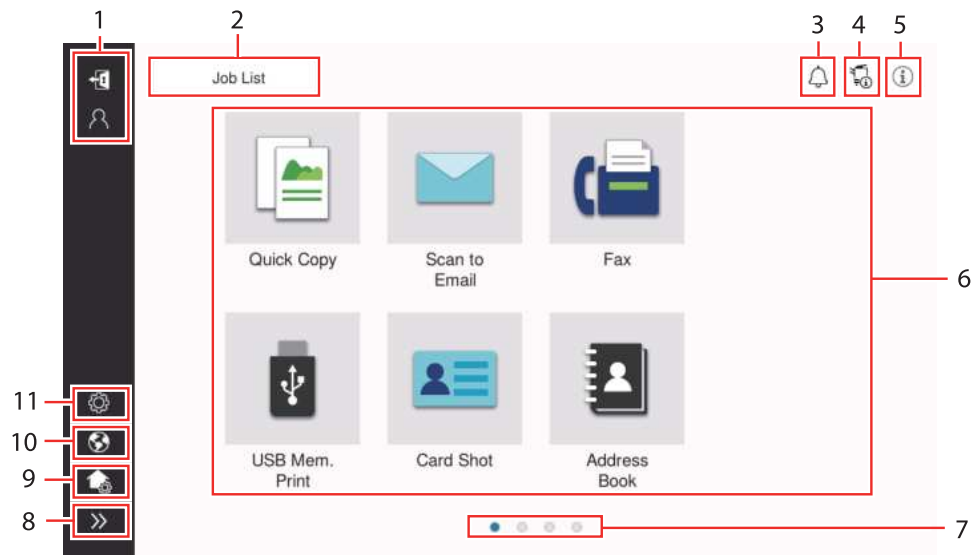 1
2
3
4
5
Job List
Quick Copy
Scan to
Email
Fax
6
USB Mem.
Print
Card Shot
Address
Book
11
10
9
8
7